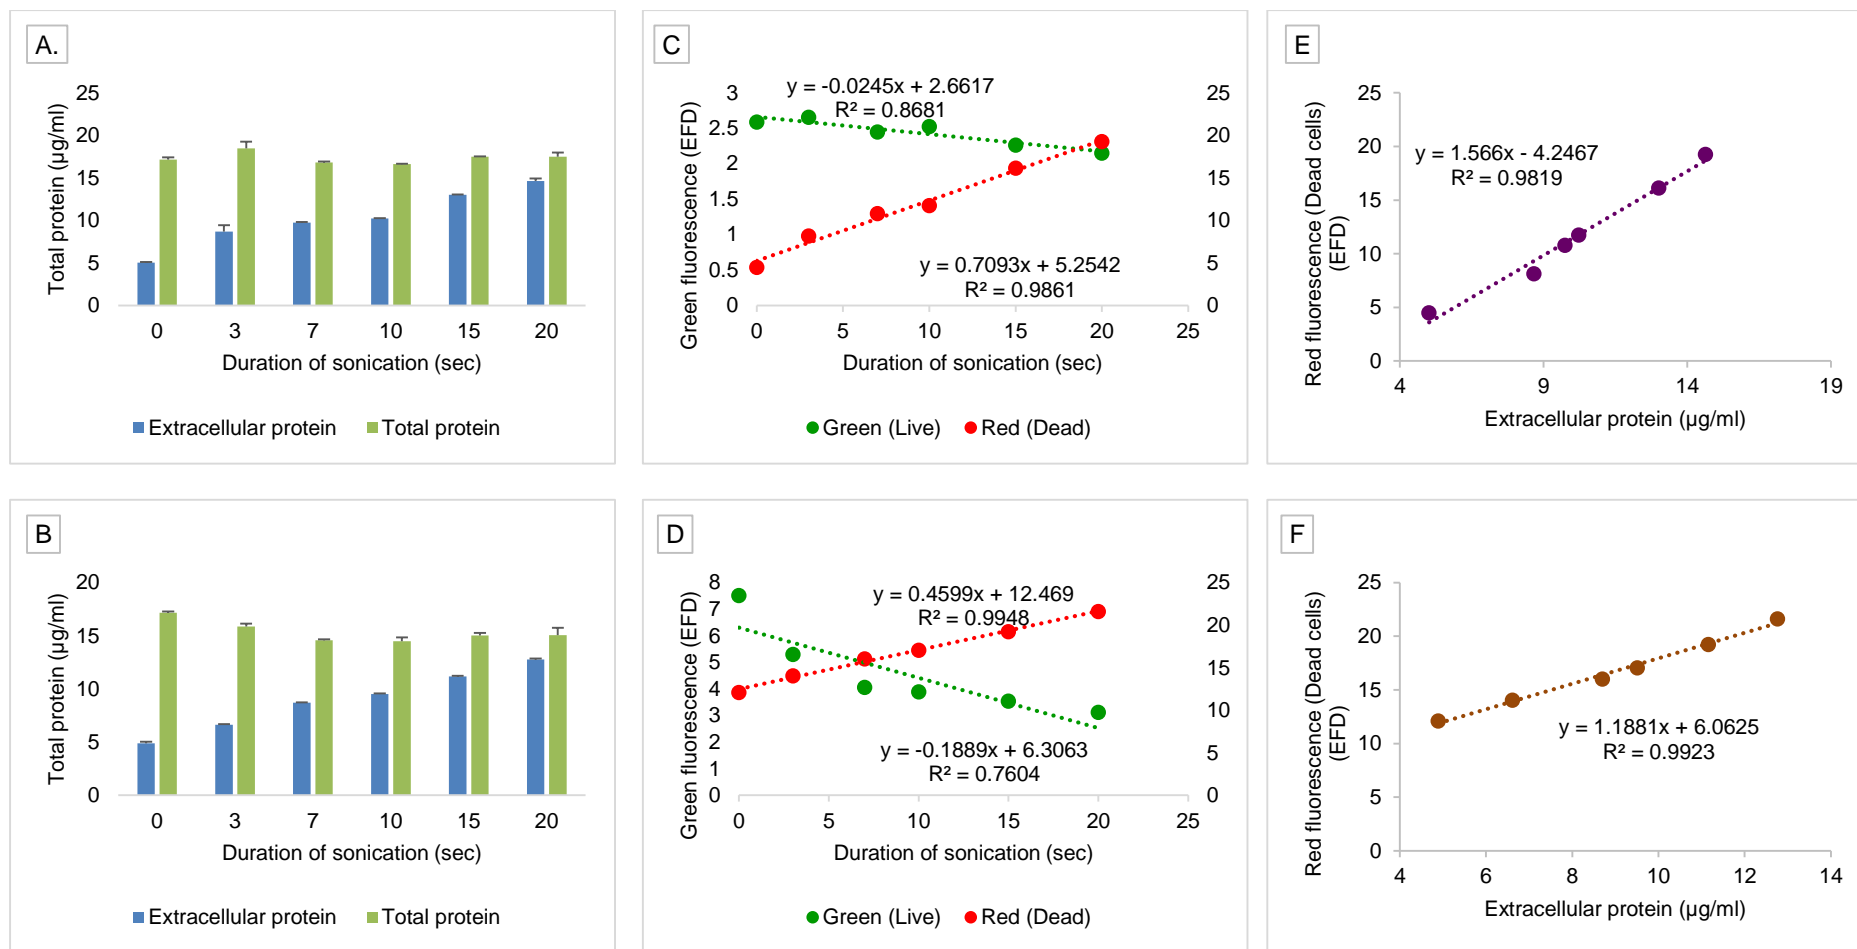 A.
Total protein (µg/ml)
25
20
15
10
5
0
0 3 7 10 15 20
Duration of sonication (sec)
Extracellular protein Total protein
C
Green fluorescence (EFD)
3
2.5
2
1.5
1
0.5
0
y = -0.0245x + 2.6617
R² = 0.8681
y = 0.7093x + 5.2542
R² = 0.9861
25
20
15
10
5
0
0 5 10 15 20 25
Duration of sonication (sec)
Green (Live) Red (Dead)
E
Red fluorescence (Dead cells)
(EFD)
25
20
15
10
5
0
y = 1.566x - 4.2467
R² = 0.9819
4 9 14 19
Extracellular protein (µg/ml)
B
Total protein (µg/ml)
20
15
10
5
0
0 3 7 10 15 20
Duration of sonication (sec)
Extracellular protein Total protein
D
Green fluorescence (EFD)
8
7
6
5
4
3
2
1
0
y = 0.4599x + 12.469
R² = 0.9948
y = -0.1889x + 6.3063
R² = 0.7604
25
20
15
10
5
0
0 5 10 15 20 25
Duration of sonication (sec)
Green (Live) Red (Dead)
F
Red fluorescence (Dead cells)
(EFD)
25
20
15
10
5
0
y = 1.1881x + 6.0625
R² = 0.9923
4 6 8 10 12 14
Extracellular protein (µg/ml)